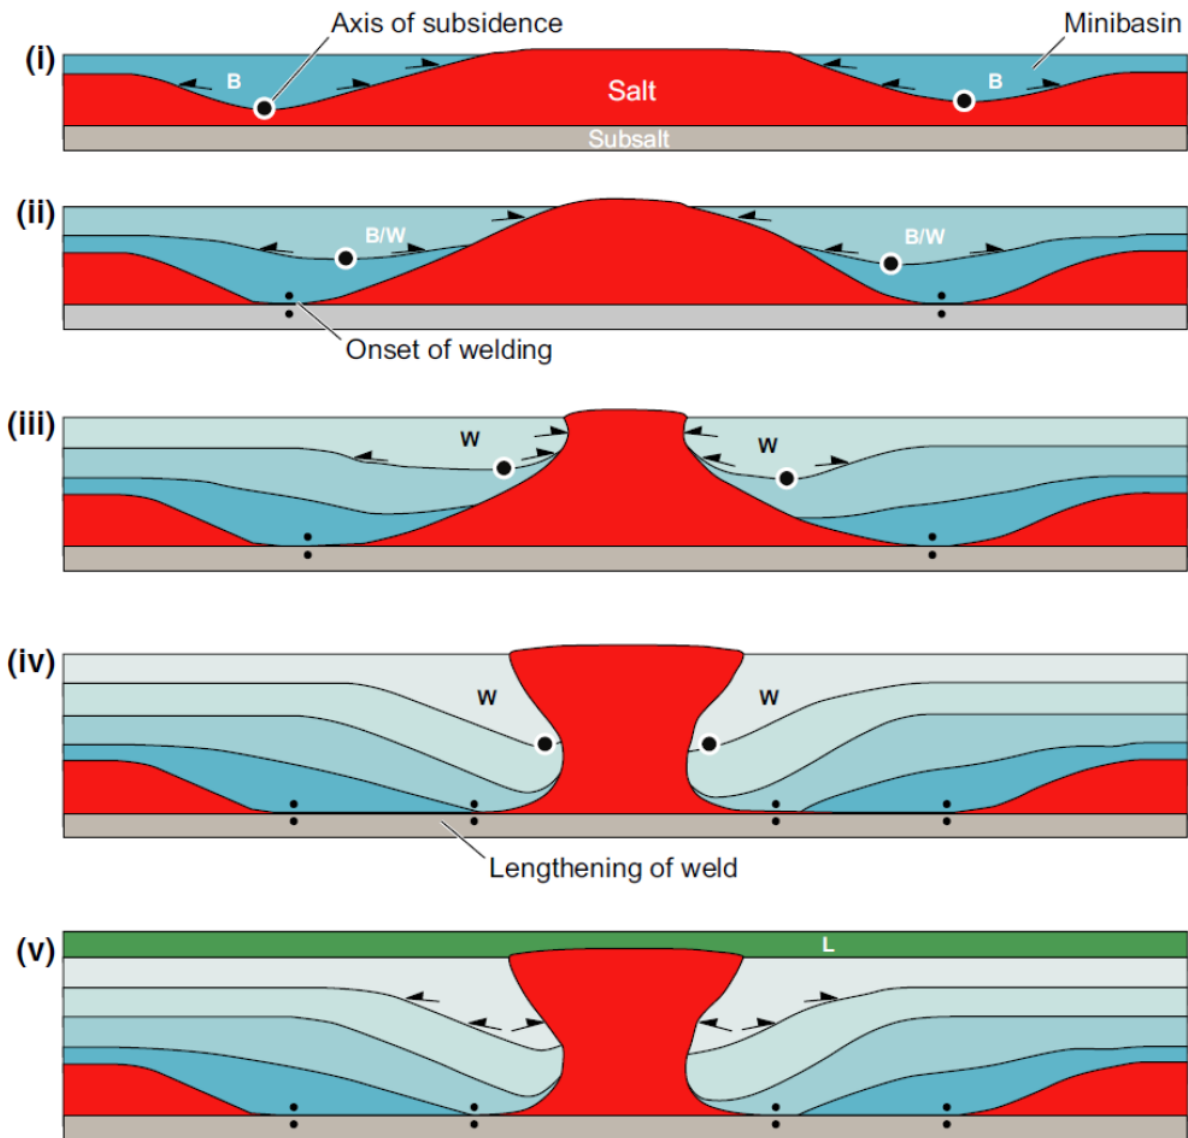 Axis of subsidence
Minibasin
(i)
B
B
Salt
Subsalt
(ii)
B/W
B/W
Onset of welding
(iii)
W
W
(iv)
W
W
Lengthening of weld
(v)
L